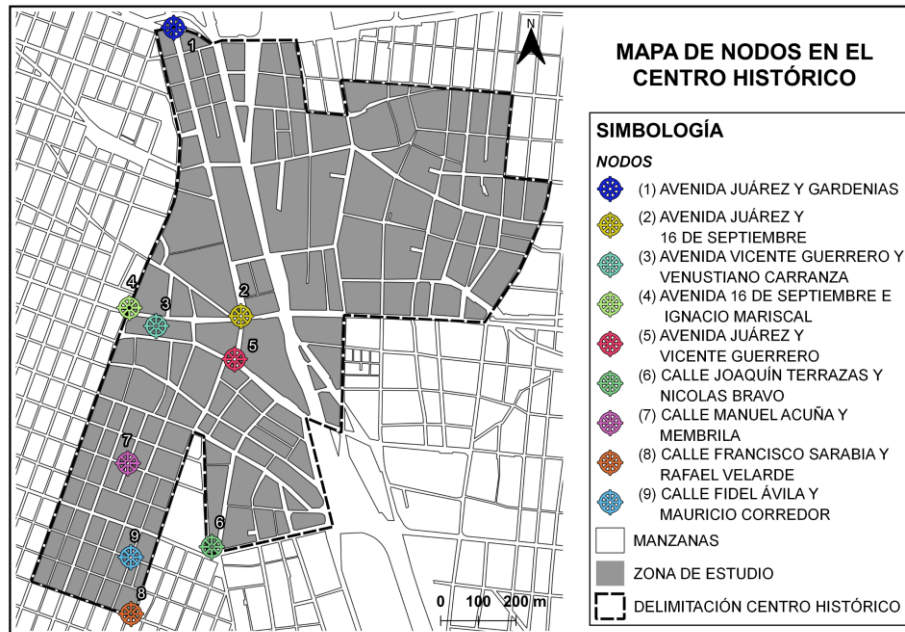 N
1
4
3
2
5
7
9
6
8
0 100 200 m
MAPA DE NODOS EN EL
CENTRO HISTÓRICO
SIMBOLOGÍA
NODOS
(1) AVENIDA JUÁREZ Y GARDENIAS
(2) AVENIDA JUÁREZ Y
16 DE SEPTIEMBRE
(3) AVENIDA VICENTE GUERRERO Y
VENUSTIANO CARRANZA
(4) AVENIDA 16 DE SEPTIEMBRE E
IGNACIO MARISCAL
(5) AVENIDA JUÁREZ Y
VICENTE GUERRERO
(6) CALLE JOAQUÍN TERRAZAS Y
NICOLAS BRAVO
(7) CALLE MANUEL ACUÑA Y
MEMBRILA
(8) CALLE FRANCISCO SARABIA Y
RAFAEL VELARDE
(9) CALLE FIDEL ÁVILA Y
MAURICIO CORREDOR
MANZANAS
ZONA DE ESTUDIO
DELIMITACIÓN CENTRO HISTÓRICO